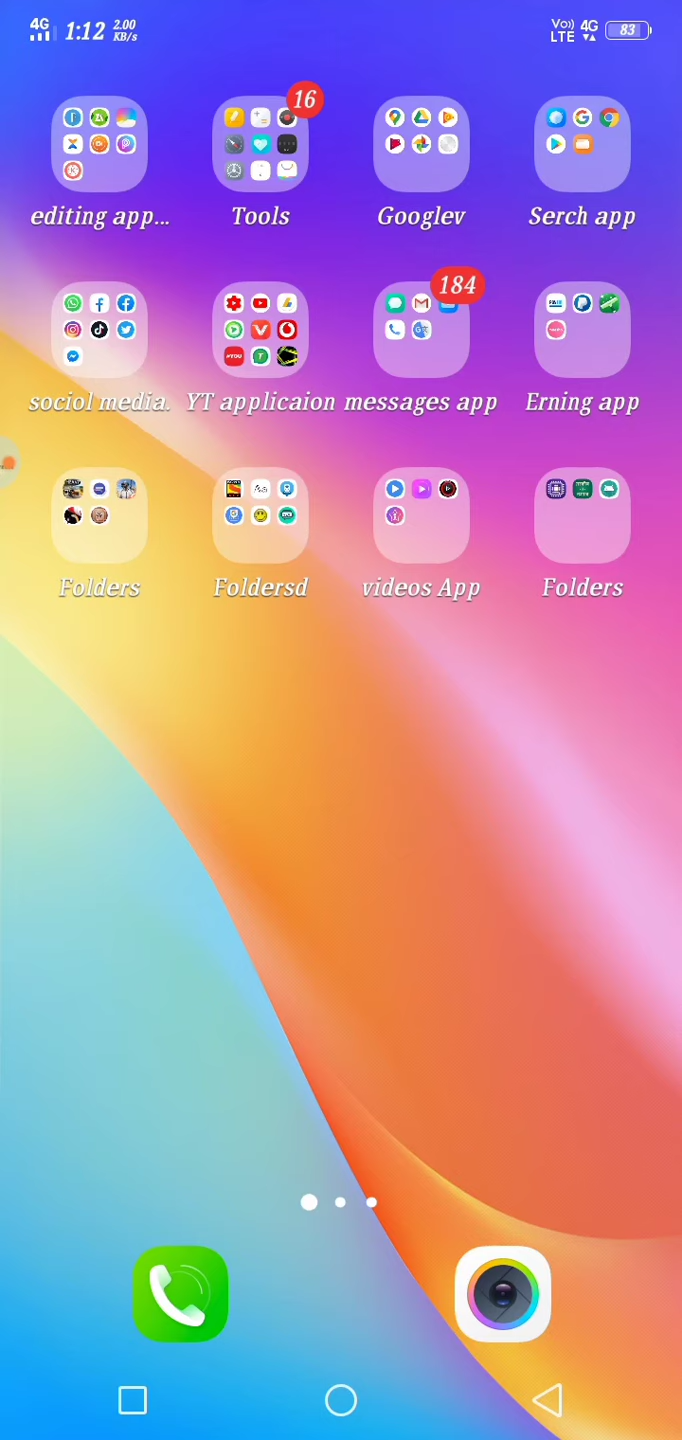 4G 1:12 2.00 KB/s Vo)) LTE 4G 83
16
editing app... Tools Googlev Serch app
184
sociol media. YT applicaion messages app Erning app
Folders Foldersd videos App Folders